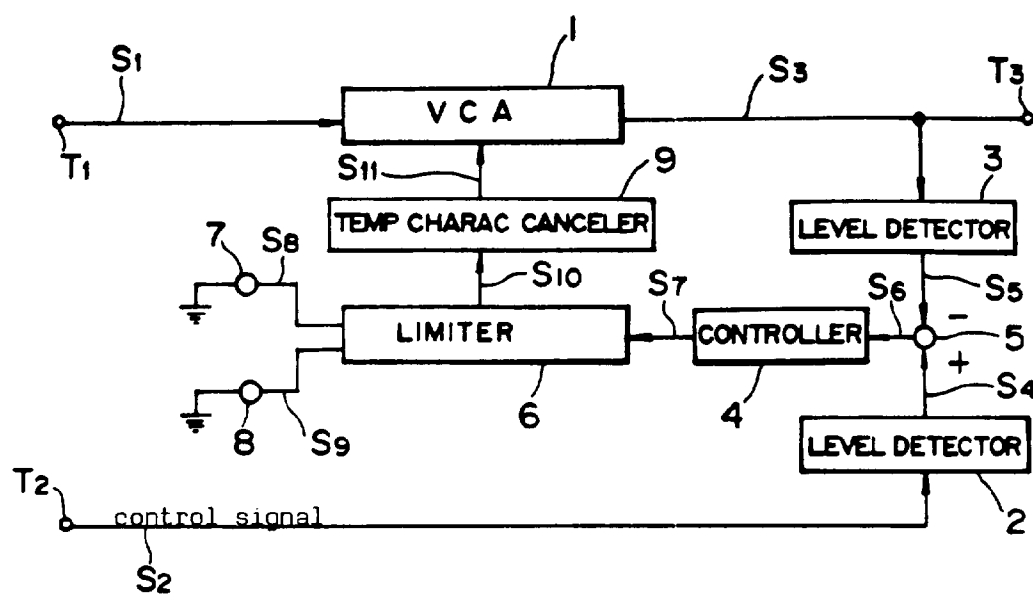 1
S1
S3
T3
VCA
T1
S11
9
3
TEMP CHARAC CANCELER
LEVEL DETECTOR
7
S8
S10
S7
S6
S5
-
LIMITER
CONTROLLER
5
+
S4
8
S9
6
4
LEVEL DETECTOR
T2
control signal
2
S2